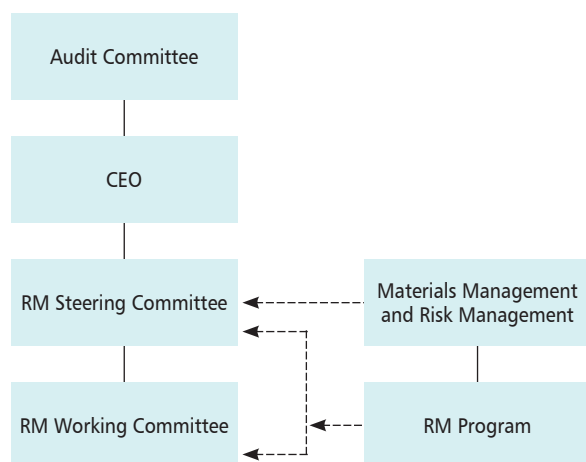 Audit Committee
CEO
RM Steering Committee
Materials Management
and Risk Management
RM Working Committee
RM Program